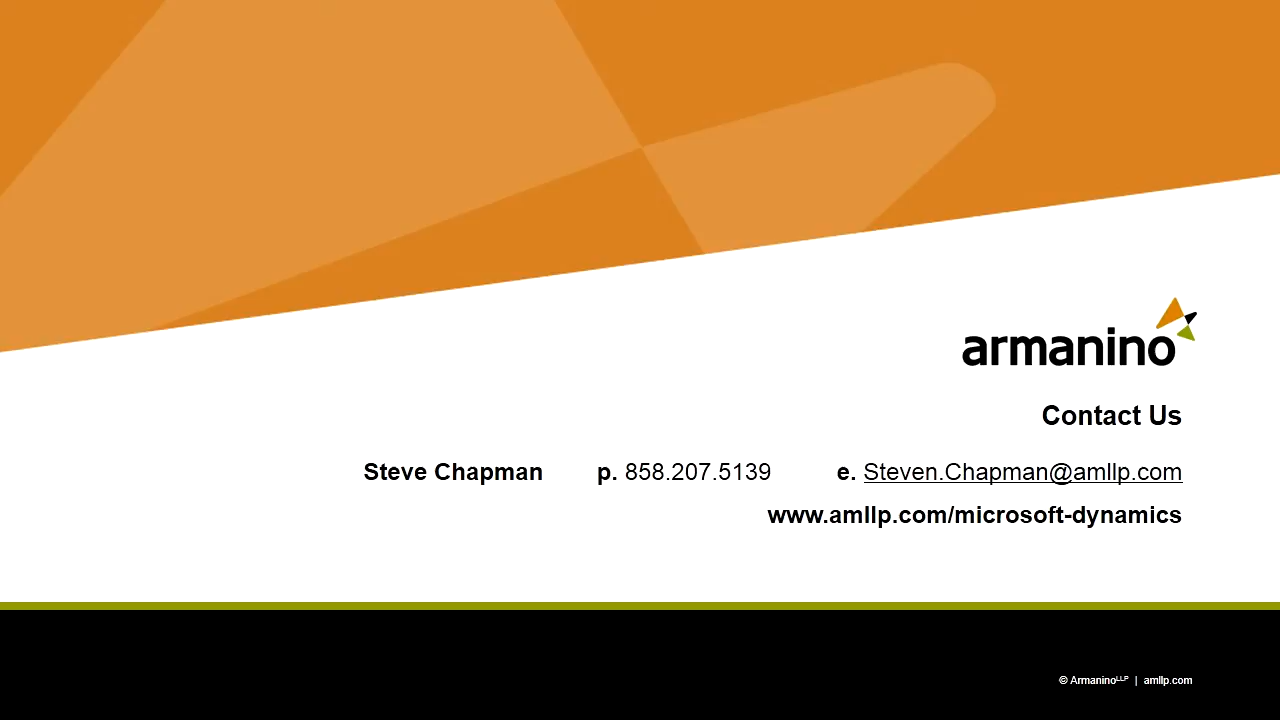 armanino
Contact Us
Steve Chapman p. 858.207.5139 e. Steven.Chapman@amllp.com
www.amllp.com/microsoft-dynamics
© ArmaninoLLP | amllp.com